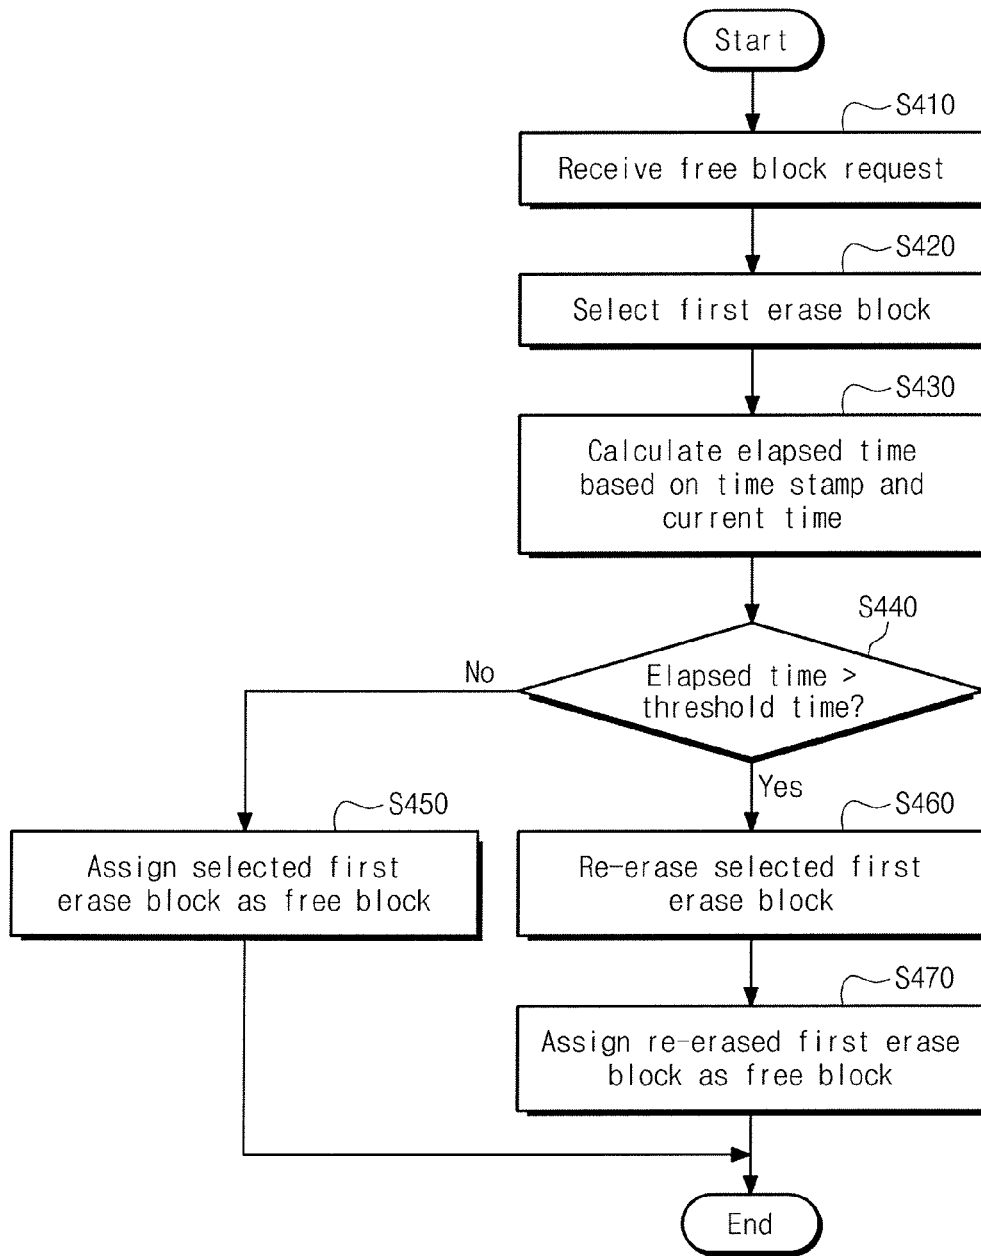 Start
S410
Receive free block request
S420
Select first erase block
S430
Calculate elapsed time
based on time stamp and
current time
S440
Elapsed time >
threshold time?
No
Yes
S450
Assign selected first
erase block as free block
S460
Re-erase selected first
erase block
S470
Assign re-erased first erase
block as free block
End